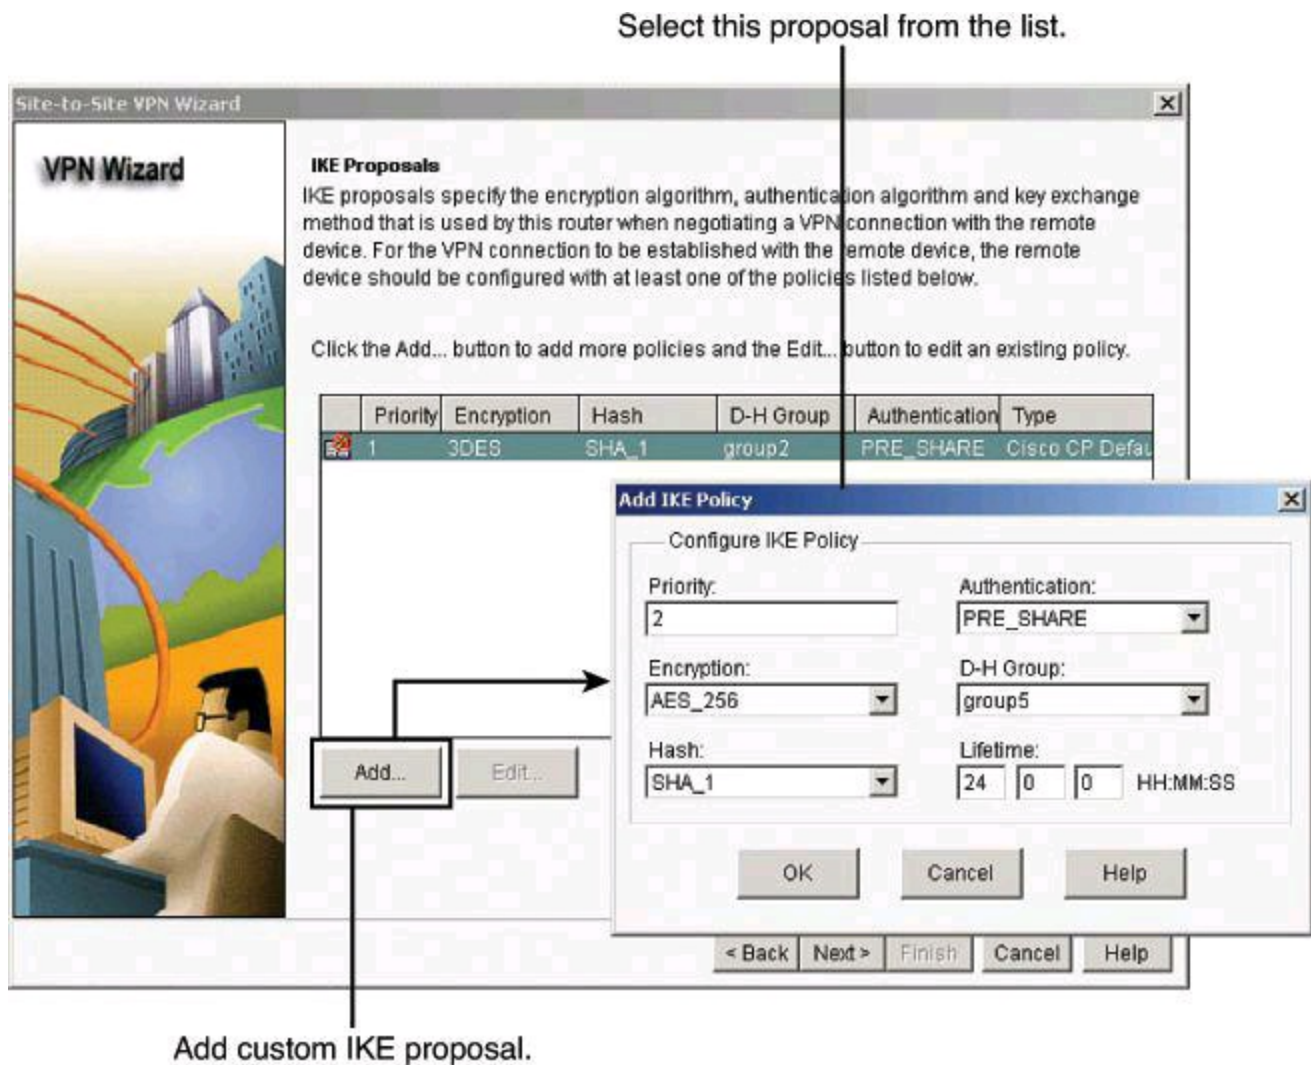 Select this proposal from the list.
Site-to-Site VPN Wizard
VPN Wizard
IKE Proposals
IKE proposals specify the encryption algorithm, authentication algorithm and key exchange
method that is used by this router when negotiating a VPN connection with the remote
device. For the VPN connection to be established with the remote device, the remote
device should be configured with at least one of the policies listed below.
Click the Add... button to add more policies and the Edit... button to edit an existing policy.
Priority Encryption Hash D-H Group Authentication Type
1 3DES SHA_1 group2 PRE_SHARE Cisco CP Defau
Add IKE Policy
Configure IKE Policy
Priority: Authentication:
2 PRE_SHARE
Encryption: D-H Group:
AES_256 group5
Hash: Lifetime:
SHA_1 24 0 0 HH:MM:SS
Add... Edit...
OK Cancel Help
< Back Next > Finish Cancel Help
Add custom IKE proposal.